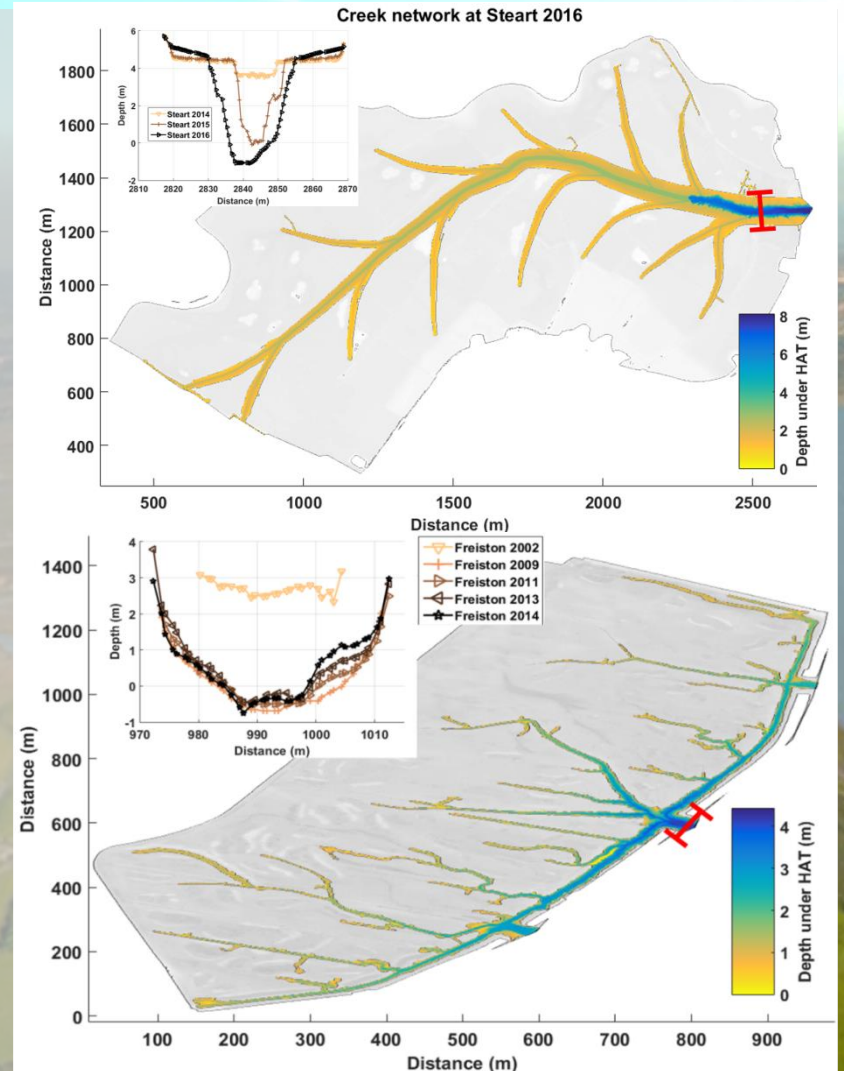 Creek network at Steart 2016
6
4
2
0
-2
Depth (m)
Steart 2014
Steart 2015
Steart 2016
2810 2820 2830 2840 2850 2860 2870
Distance (m)
1800
1600
1400
1200
1000
800
600
400
Distance (m)
500 1000 1500 2000 2500
Distance (m)
8
6
4
2
0
Depth under HAT (m)
4
3
2
1
0
-1
Depth (m)
970 980 990 1000 1010
Distance (m)
Freiston 2002
Freiston 2009
Freiston 2011
Freiston 2013
Freiston 2014
1400
1200
1000
800
600
400
200
0
Distance (m)
100 200 300 400 500 600 700 800 900
Distance (m)
4
3
2
1
0
Depth under HAT (m)